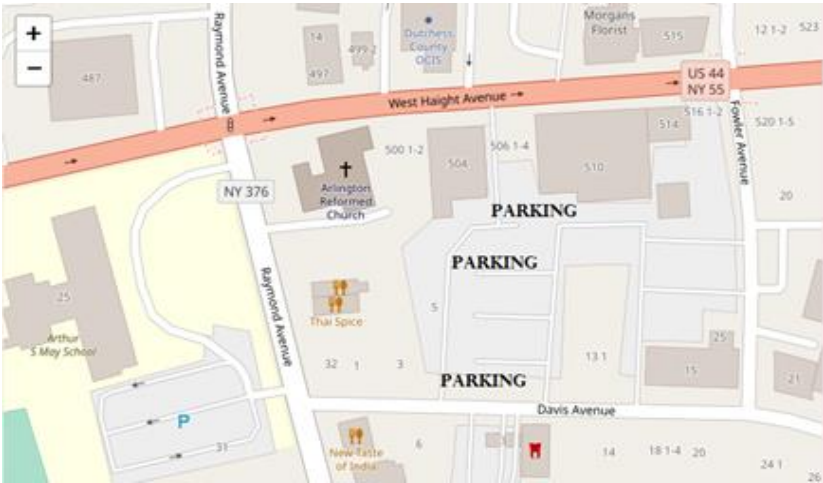 +
−
Raymond Avenue
487
14
499 2
497
Dutchess
County
OCIS
Morgans
Florist
515
12 1-2
523
US 44
NY 55
West Haight Avenue
NY 376
Arlington
Reformed
Church
500 1-2
504
506 1-4
510
514
516 1-2
520 1-5
Fowler Avenue
20
PARKING
PARKING
PARKING
Raymond Avenue
25
Arthur
S May School
Thai Spice
32
1
3
5
13 1
25
15
21
Davis Avenue
P
31
New Taste
of India
6
14
18 1-4
20
24 1
26